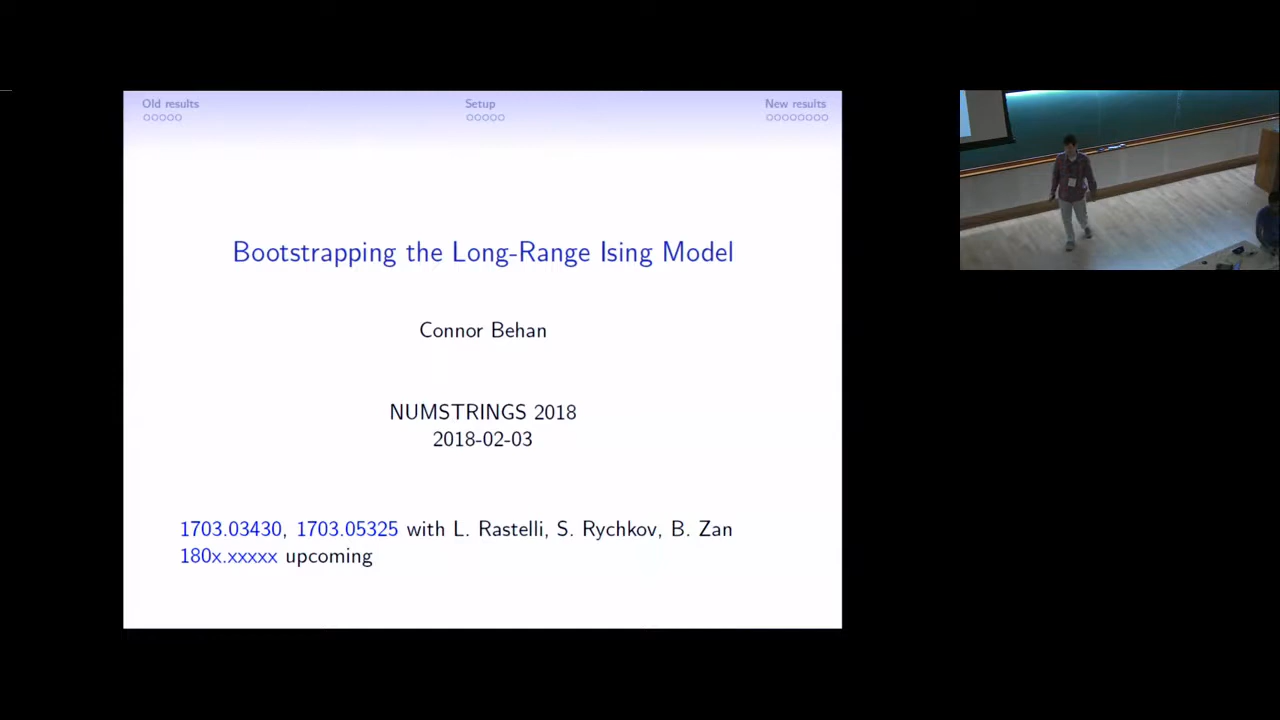 Old results
Setup
New results
Bootstrapping the Long-Range Ising Model
Connor Behan
NUMSTRINGS 2018
2018-02-03
1703.03430, 1703.05325 with L. Rastelli, S. Rychkov, B. Zan
180x.xxxxx upcoming